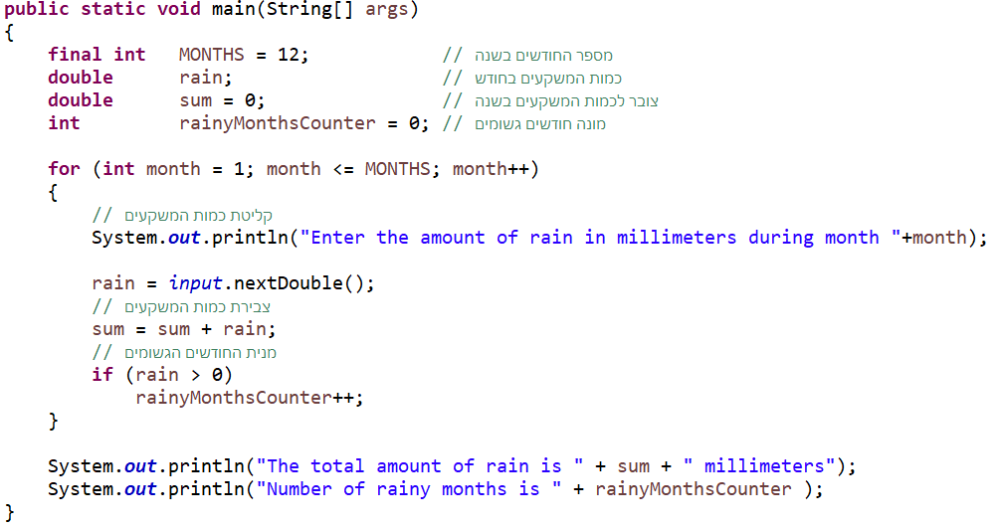 public static void main(String[] args)
{
    final int   MONTHS = 12;            // מספר החודשים בשנה
    double      rain;                   // כמות המשקעים בחודש
    double      sum = 0;                // צובר לכמות המשקעים בשנה
    int         rainyMonthsCounter = 0; // מונה חודשים גשומים
    for (int month = 1; month <= MONTHS; month++)
    {
        // קליטת כמות המשקעים
        System.out.println("Enter the amount of rain in millimeters during month "+month);
        rain = input.nextDouble();
        // צבירת כמות המשקעים
        sum = sum + rain;
        // מנית החודשים הגשומים
        if (rain > 0)
            rainyMonthsCounter++;
    }
    System.out.println("The total amount of rain is " + sum + " millimeters");
    System.out.println("Number of rainy months is " + rainyMonthsCounter );
}